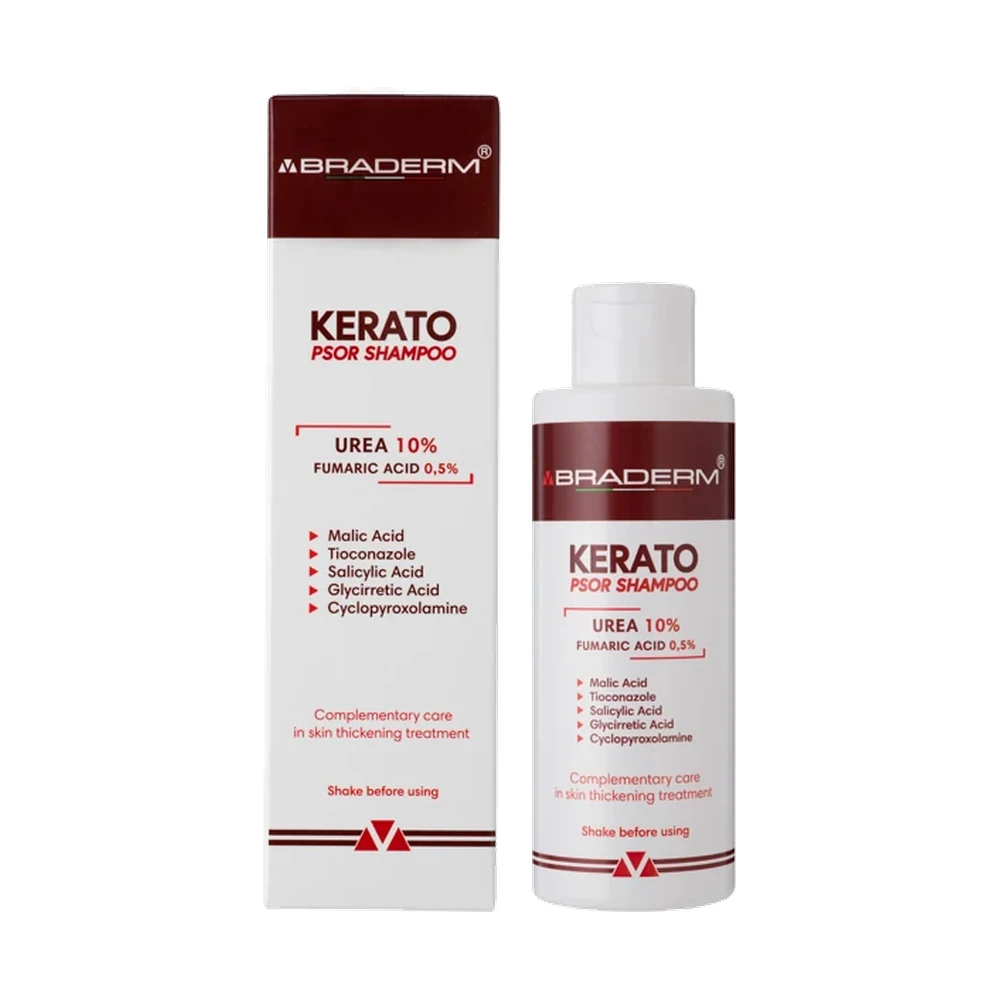 BRADERM®
KERATO
PSOR SHAMPOO
UREA 10%
FUMARIC ACID 0,5%
Malic Acid
Tioconazole
Salicylic Acid
Glycirretic Acid
Cyclopyroxolamine
Complementary care
in skin thickening treatment
Shake before using
BRADERM®
KERATO
PSOR SHAMPOO
UREA 10%
FUMARIC ACID 0,5%
Malic Acid
Tioconazole
Salicylic Acid
Glycirretic Acid
Cyclopyroxolamine
Complementary care
in skin thickening treatment
Shake before using